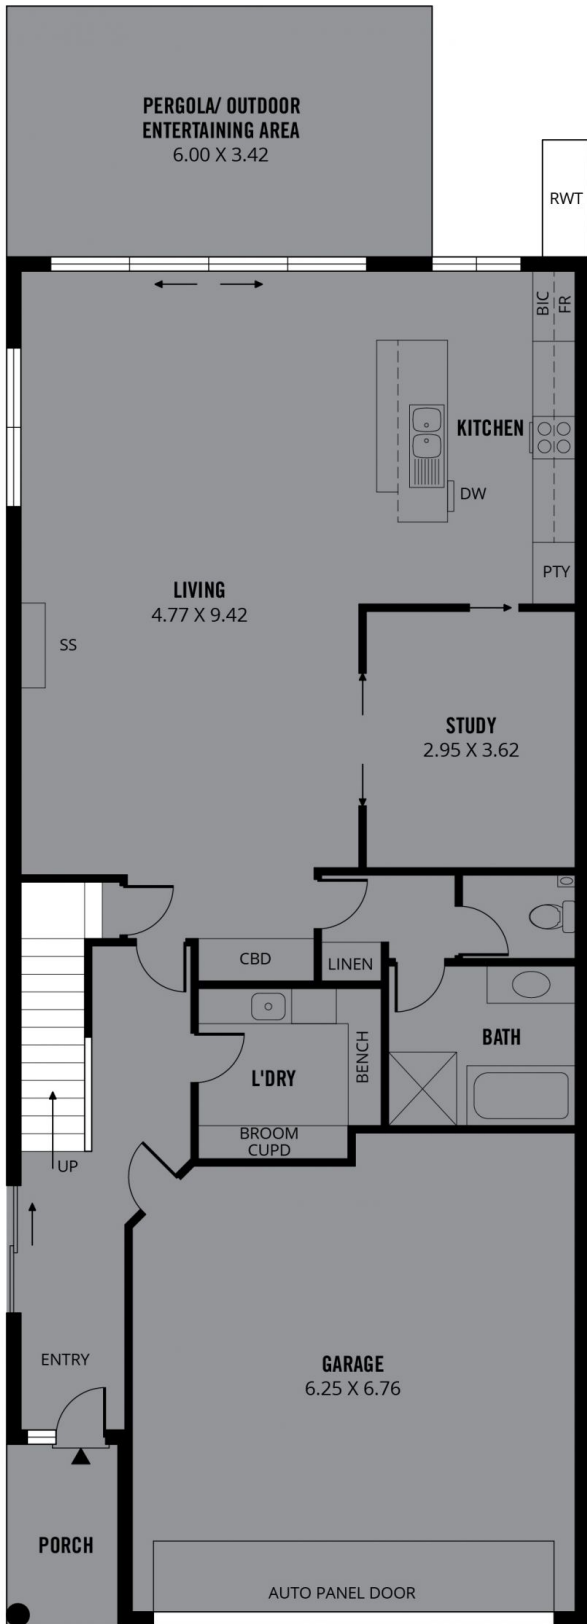 PERGOLA/ OUTDOOR
ENTERTAINING AREA
6.00 X 3.42
RWT
BIC
FR
KITCHEN
DW
PTY
LIVING
4.77 X 9.42
SS
STUDY
2.95 X 3.62
CBD
LINEN
BATH
L'DRY
BENCH
BROOM
CUPD
UP
ENTRY
GARAGE
6.25 X 6.76
PORCH
AUTO PANEL DOOR